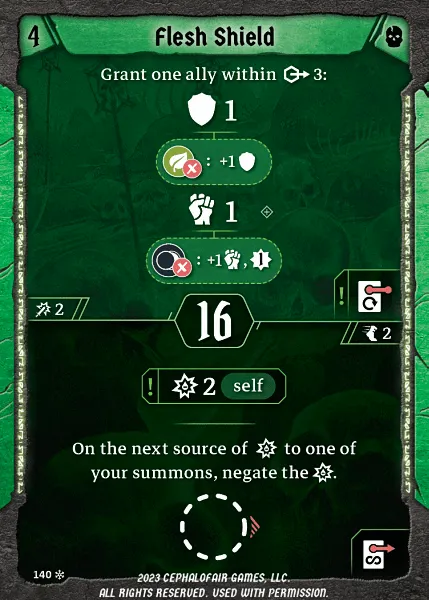 4
Flesh Shield
Grant one ally within 3:
1
: +1
1
: +1 ,
!
2
16
2
! 2 self
On the next source of to one of
your summons, negate the .
140
2023 CEPHALOFAIR GAMES, LLC.
ALL RIGHTS RESERVED. USED WITH PERMISSION.